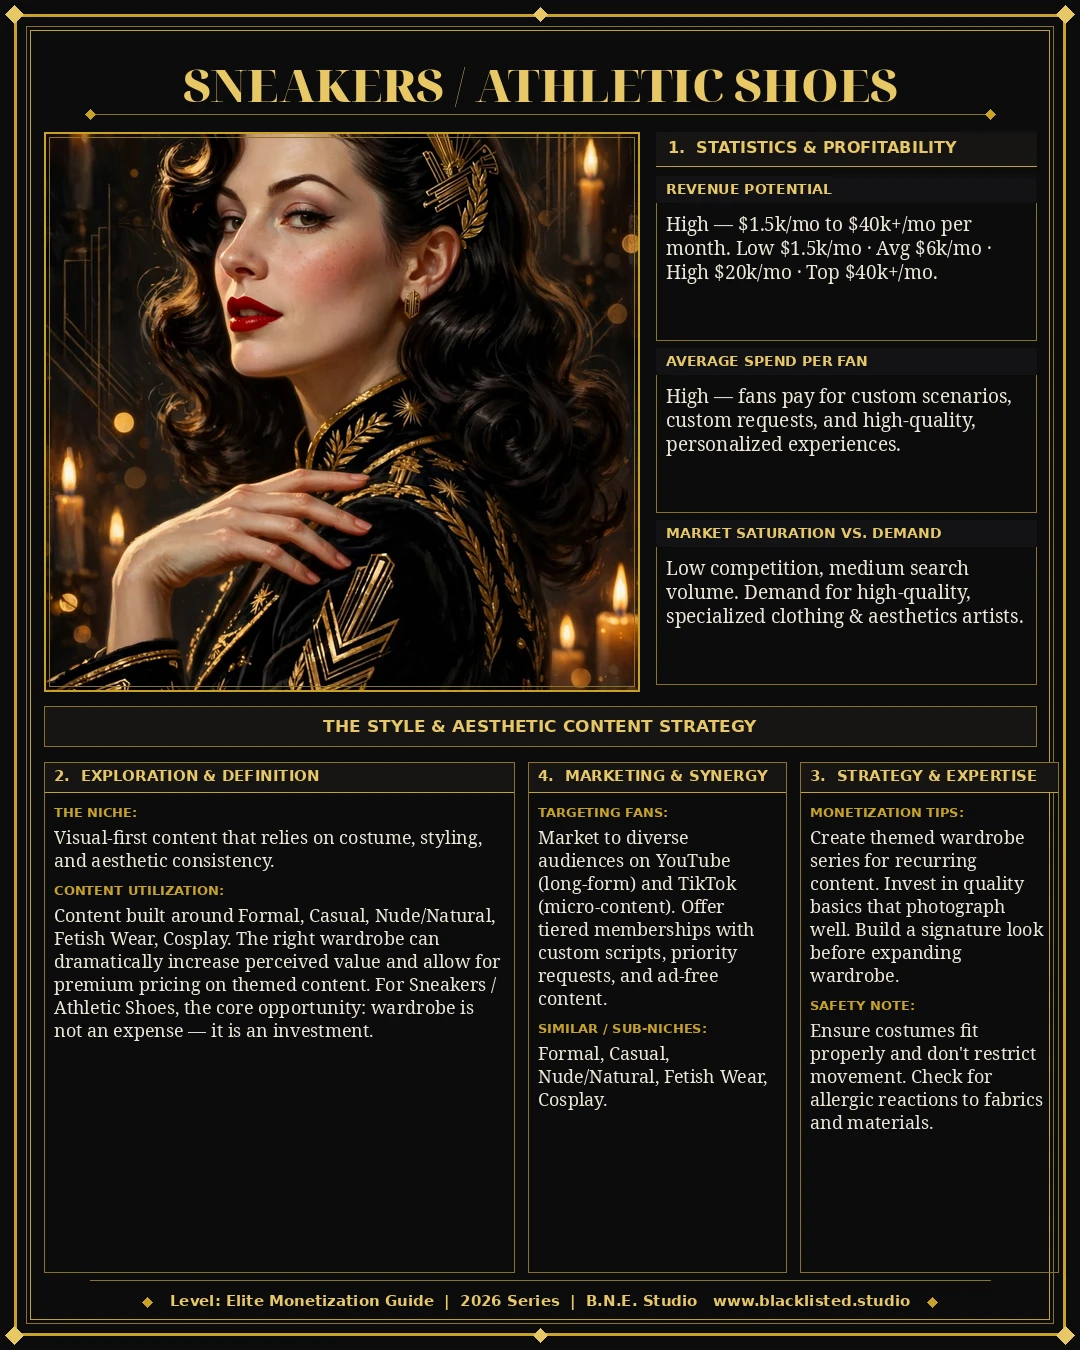 SNEAKERS / ATHLETIC SHOES
1. STATISTICS & PROFITABILITY
REVENUE POTENTIAL
High — $1.5k/mo to $40k+/mo per
month. Low $1.5k/mo · Avg $6k/mo ·
High $20k/mo · Top $40k+/mo.
AVERAGE SPEND PER FAN
High — fans pay for custom scenarios,
custom requests, and high-quality,
personalized experiences.
MARKET SATURATION VS. DEMAND
Low competition, medium search
volume. Demand for high-quality,
specialized clothing & aesthetics artists.
THE STYLE & AESTHETIC CONTENT STRATEGY
2. EXPLORATION & DEFINITION
THE NICHE:
Visual-first content that relies on costume, styling,
and aesthetic consistency.
CONTENT UTILIZATION:
Content built around Formal, Casual, Nude/Natural,
Fetish Wear, Cosplay. The right wardrobe can
dramatically increase perceived value and allow for
premium pricing on themed content. For Sneakers /
Athletic Shoes, the core opportunity: wardrobe is
not an expense — it is an investment.
4. MARKETING & SYNERGY
TARGETING FANS:
Market to diverse
audiences on YouTube
(long-form) and TikTok
(micro-content). Offer
tiered memberships with
custom scripts, priority
requests, and ad-free
content.
SIMILAR / SUB-NICHES:
Formal, Casual,
Nude/Natural, Fetish Wear,
Cosplay.
3. STRATEGY & EXPERTISE
MONETIZATION TIPS:
Create themed wardrobe
series for recurring
content. Invest in quality
basics that photograph
well. Build a signature look
before expanding
wardrobe.
SAFETY NOTE:
Ensure costumes fit
properly and don't restrict
movement. Check for
allergic reactions to fabrics
and materials.
Level: Elite Monetization Guide | 2026 Series | B.N.E. Studio www.blacklisted.studio